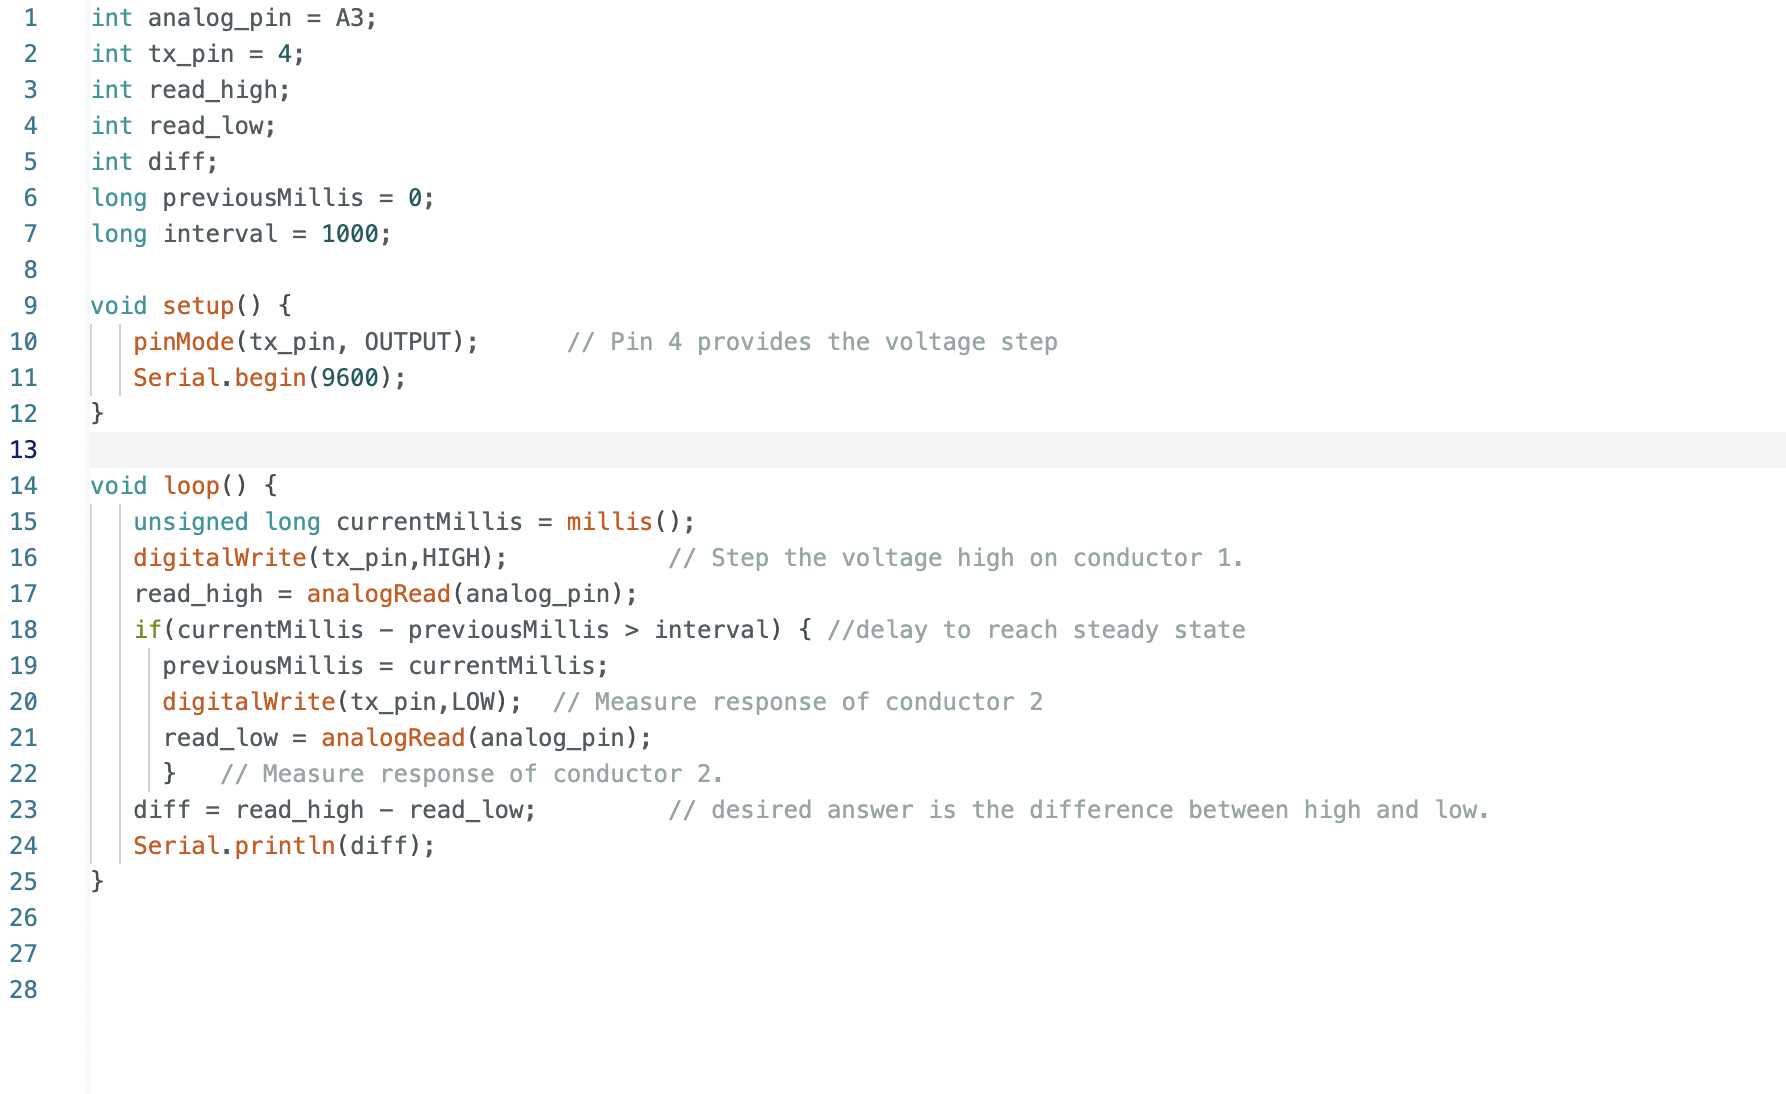 1 int analog_pin = A3;
2 int tx_pin = 4;
3 int read_high;
4 int read_low;
5 int diff;
6 long previousMillis = 0;
7 long interval = 1000;
8
9 void setup() {
10 pinMode(tx_pin, OUTPUT); // Pin 4 provides the voltage step
11 Serial.begin(9600);
12 }
13
14 void loop() {
15 unsigned long currentMillis = millis();
16 digitalWrite(tx_pin,HIGH); // Step the voltage high on conductor 1.
17 read_high = analogRead(analog_pin);
18 if(currentMillis - previousMillis > interval) { //delay to reach steady state
19 previousMillis = currentMillis;
20 digitalWrite(tx_pin,LOW); // Measure response of conductor 2
21 read_low = analogRead(analog_pin);
22 } // Measure response of conductor 2.
23 diff = read_high - read_low; // desired answer is the difference between high and low.
24 Serial.println(diff);
25 }
26
27
28